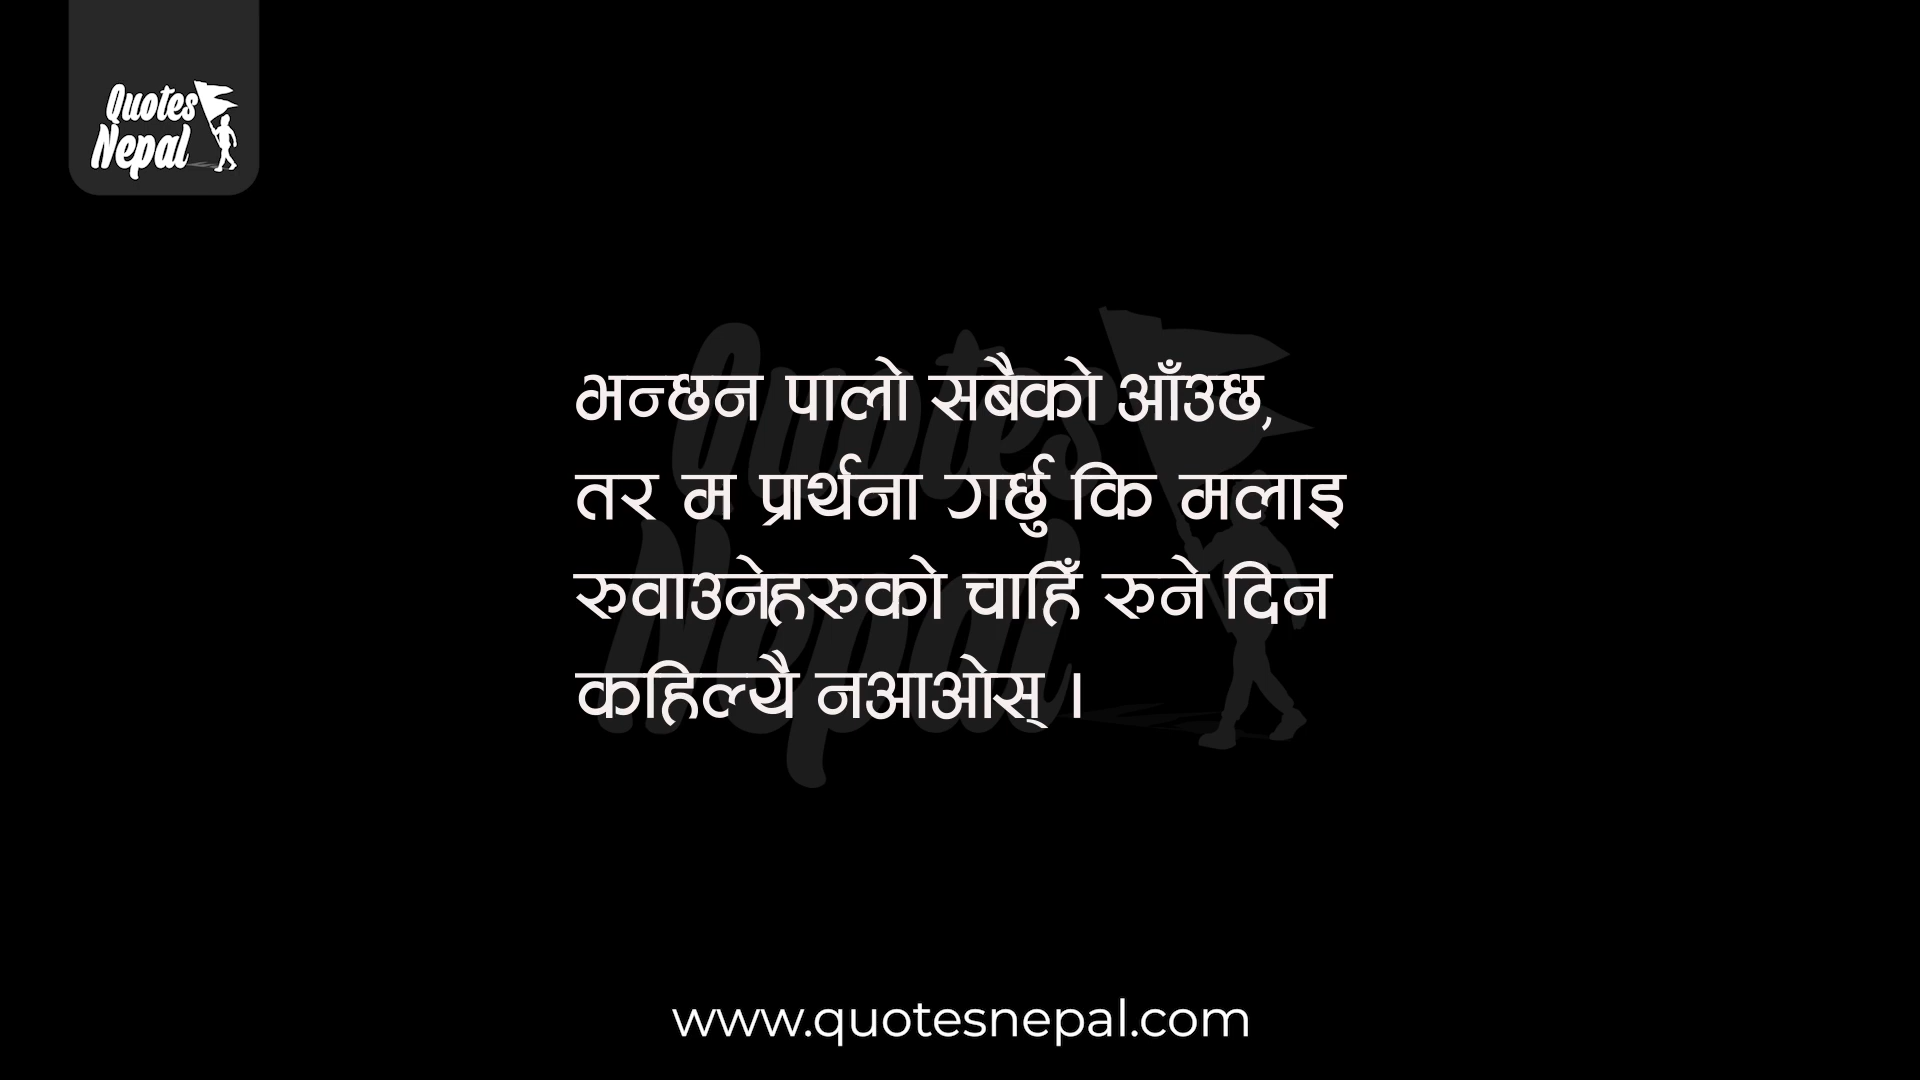 Quotes
Nepal
भन्छन पालो सबैको आँउछ,
तर म प्रार्थना गर्छु कि मलाइ
रुवाउनेहरुको चाहिँ रुने दिन
कहिल्यै नआओस् ।
www.quotesnepal.com